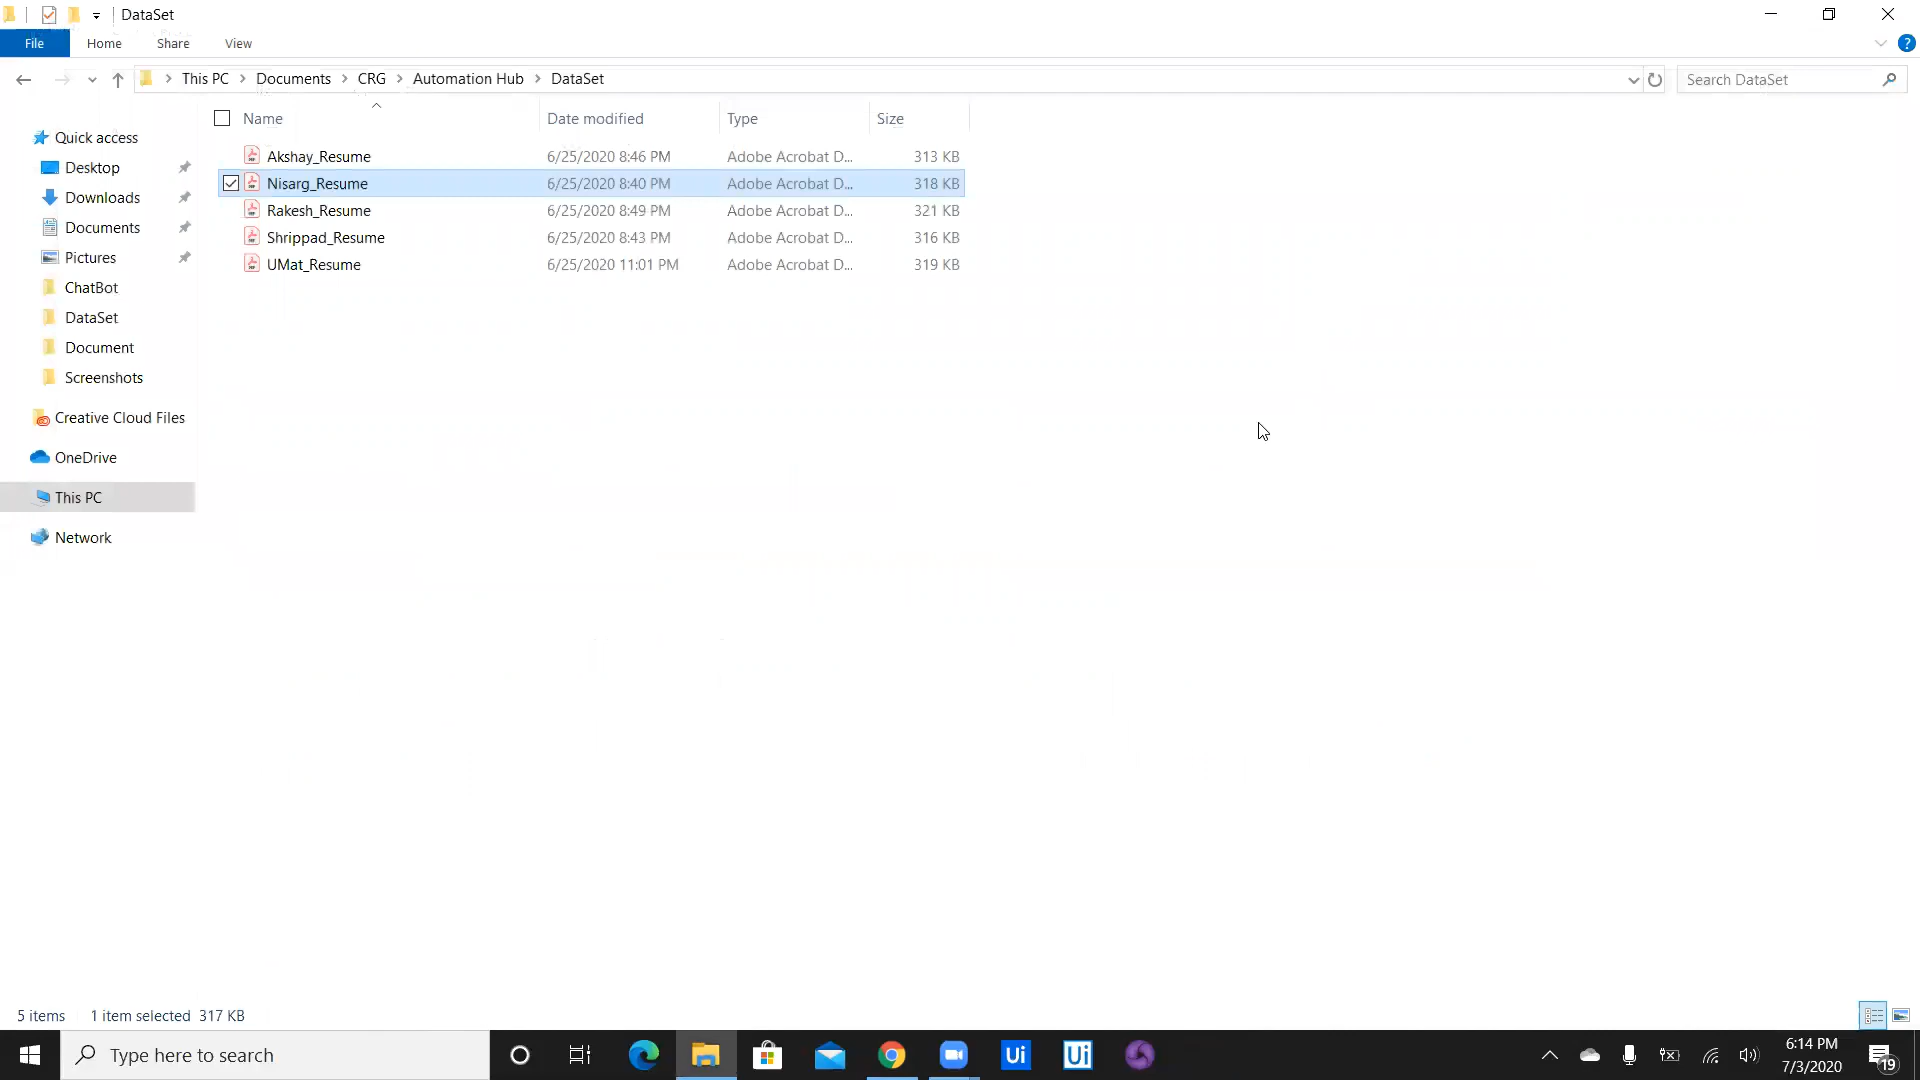 DataSet
File Home Share View
This PC Documents CRG Automation Hub DataSet Search DataSet
Name Date modified Type Size
Akshay_Resume 6/25/2020 8:46 PM Adobe Acrobat D... 313 KB
Nisarg_Resume 6/25/2020 8:40 PM Adobe Acrobat D... 318 KB
Rakesh_Resume 6/25/2020 8:49 PM Adobe Acrobat D... 321 KB
Shrippad_Resume 6/25/2020 8:43 PM Adobe Acrobat D... 316 KB
UMat_Resume 6/25/2020 11:01 PM Adobe Acrobat D... 319 KB
Quick access
Desktop
Downloads
Documents
Pictures
ChatBot
DataSet
Document
Screenshots
Creative Cloud Files
OneDrive
This PC
Network
5 items 1 item selected 317 KB
Type here to search
Ui
Ui
6:14 PM
7/3/2020
19